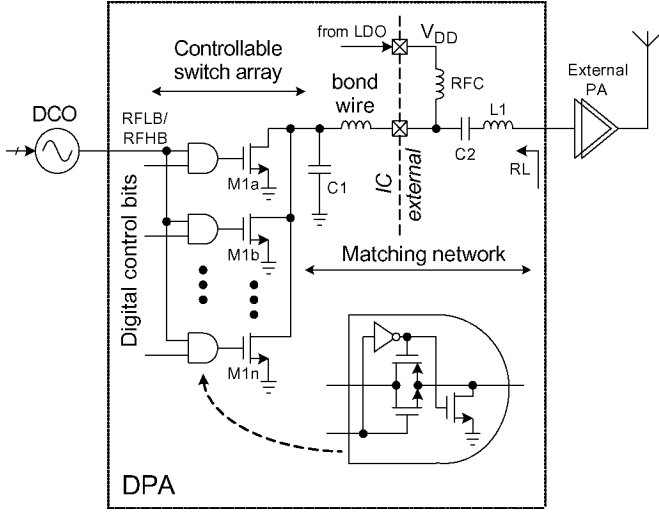 from LDO
VDD
Controllable
switch array
bond
wire
RFC
External
PA
L1
DCO
RFLB/
RFHB
C2
RL
M1a
C1
IC
external
Digital control bits
M1b
Matching network
M1n
DPA